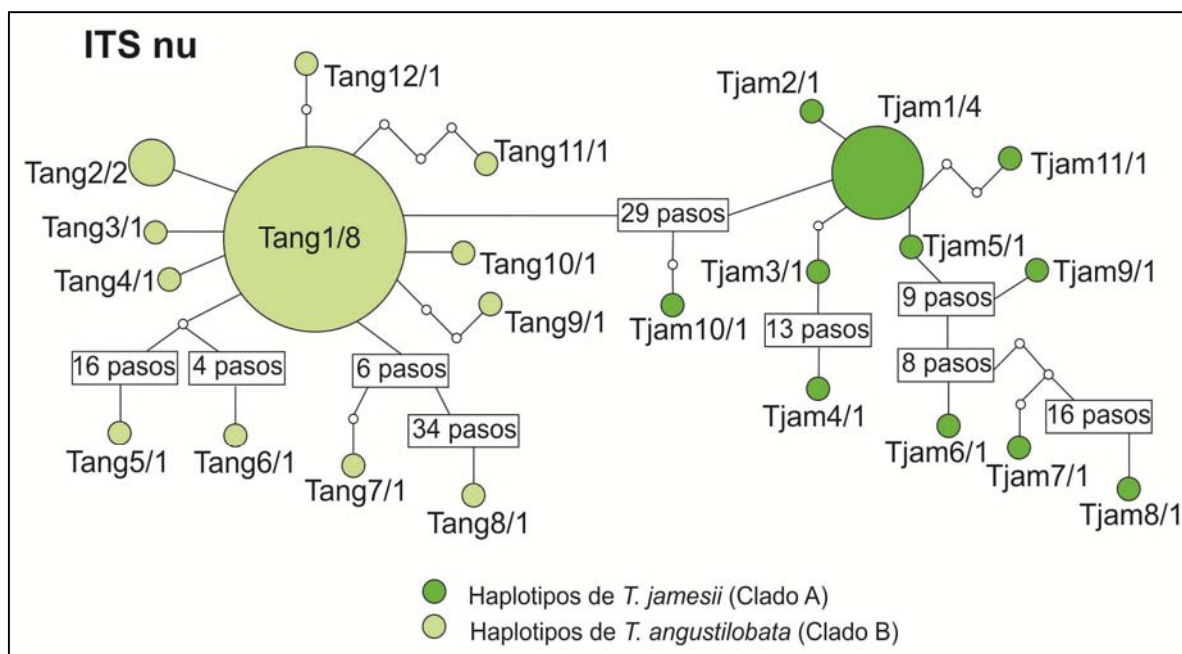 ITS nu
Tang12/1
Tang11/1
Tang2/2
Tang3/1
Tang4/1
Tang1/8
Tang10/1
Tang9/1
16 pasos
4 pasos
6 pasos
34 pasos
Tang5/1
Tang6/1
Tang7/1
Tang8/1
29 pasos
Tjam2/1
Tjam1/4
Tjam11/1
Tjam3/1
Tjam5/1
Tjam9/1
Tjam10/1
13 pasos
9 pasos
8 pasos
16 pasos
Tjam4/1
Tjam6/1
Tjam7/1
Tjam8/1
Haplotipos de T. jamesii (Clado A)
Haplotipos de T. angustilobata (Clado B)